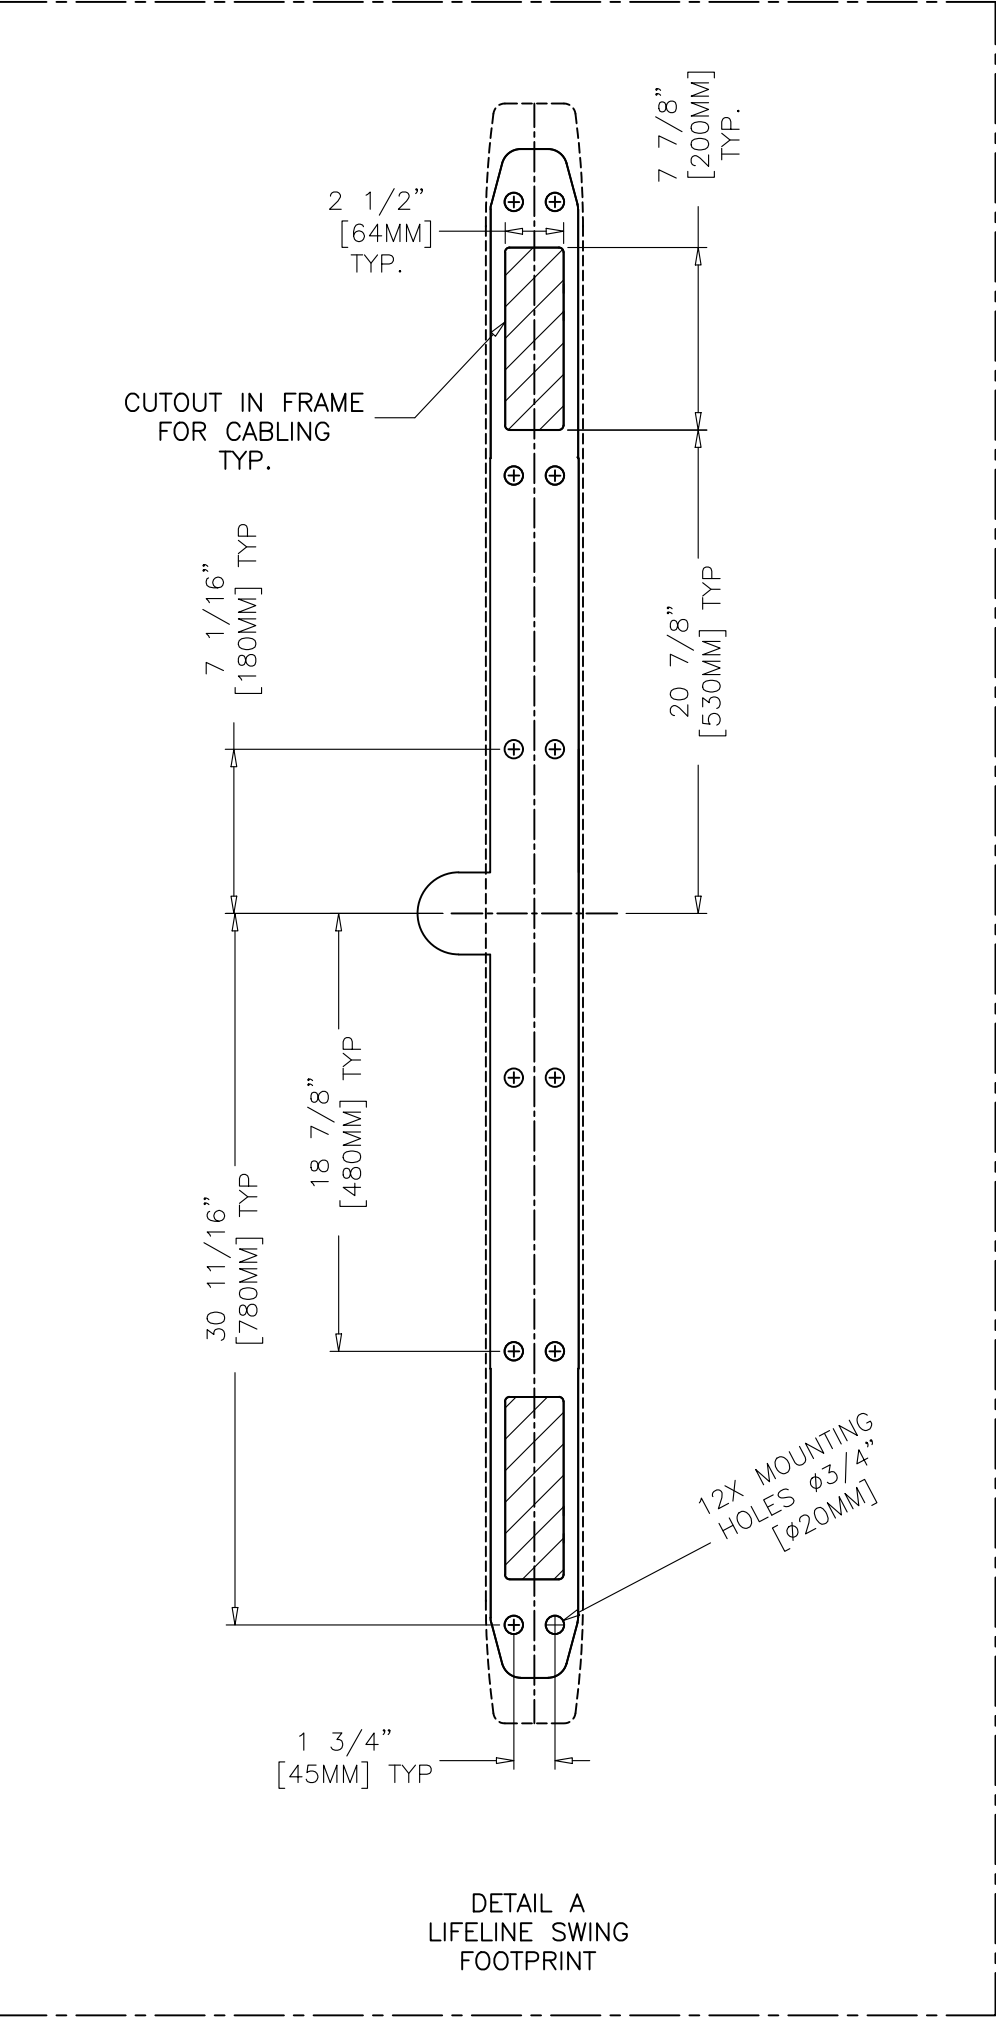 7 7/8”
[200MM]
TYP.
2 1/2”
[64MM]
TYP.
CUTOUT IN FRAME
FOR CABLING
TYP.
7 1/16”
[180MM] TYP
20 7/8”
[530MM] TYP
18 7/8”
[480MM] TYP
30 11/16”
[780MM] TYP
12X MOUNTING
HOLES ø3/4”
[ø20MM]
1 3/4”
[45MM] TYP
DETAIL A
LIFELINE SWING
FOOTPRINT